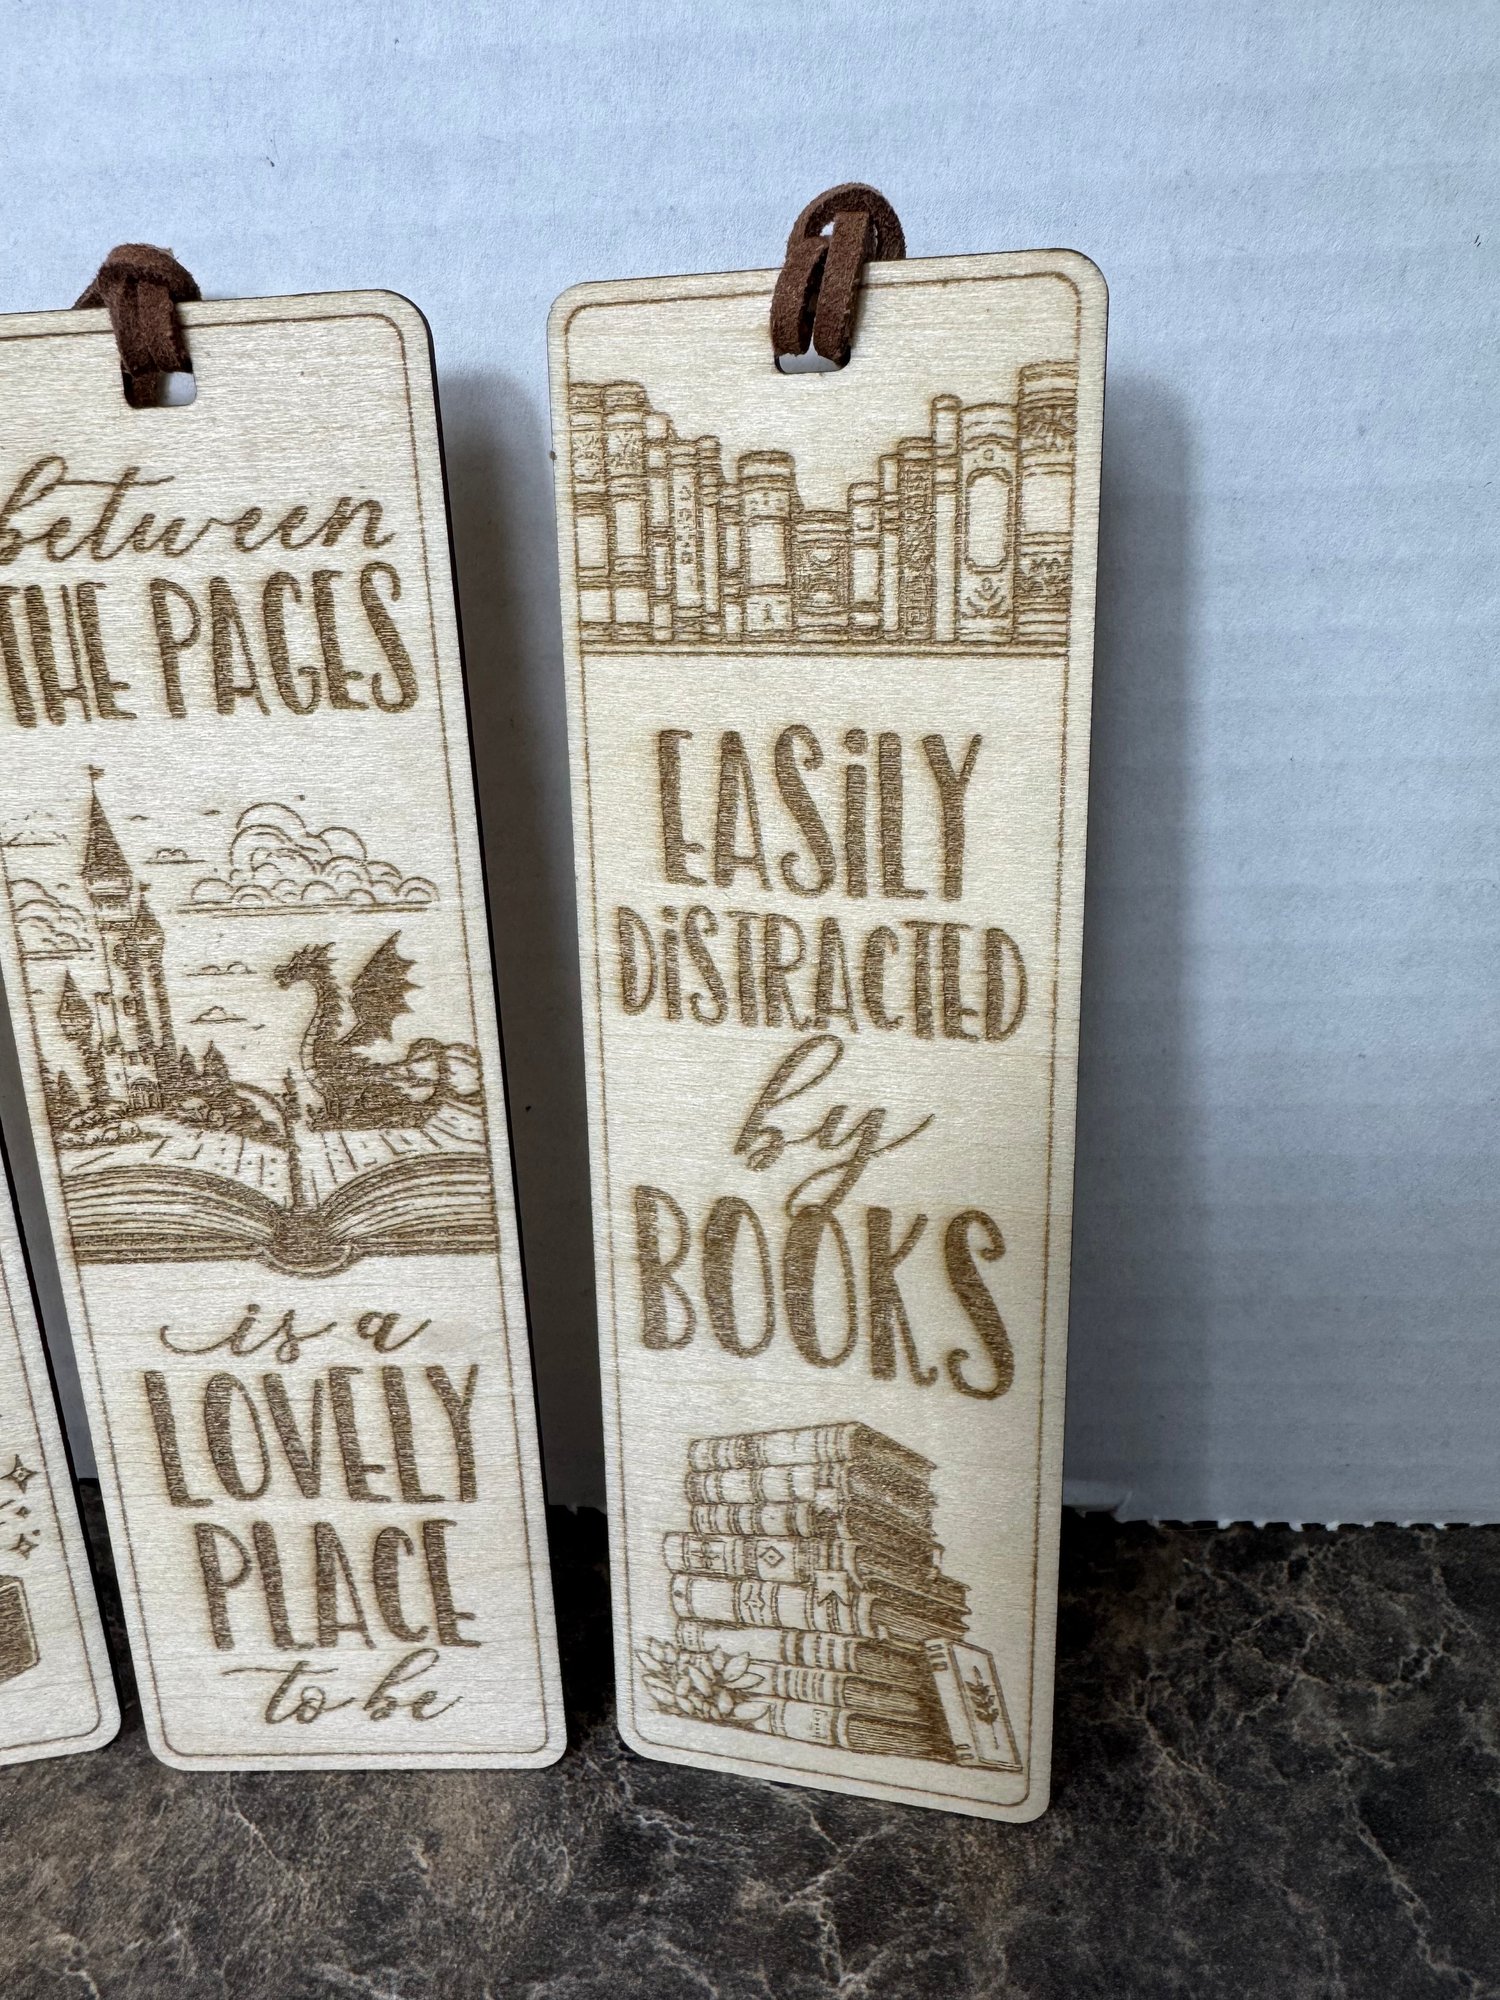 between
THE PAGES
is a
LOVELY
PLACE
to be
EASiLY
DiSTRACTED
by
BOOKS